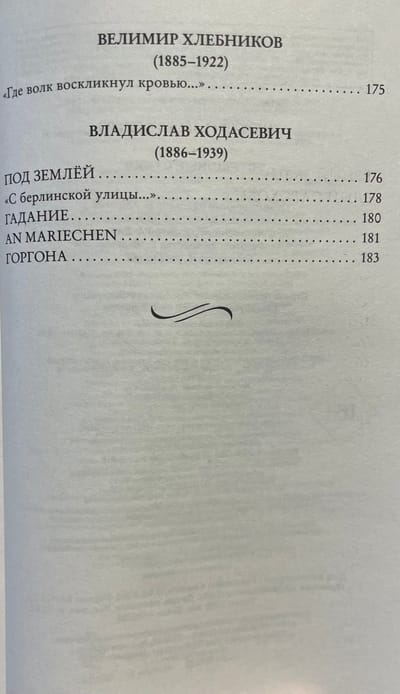 ВЕЛИМИР ХЛЕБНИКОВ
(1885–1922)
«Где волк воскликнул кровью...» 175
ВЛАДИСЛАВ ХОДАСЕВИЧ
(1886–1939)
ПОД ЗЕМЛЁЙ 176
«С берлинской улицы...» 178
ГАДАНИЕ 180
AN MARIECHEN 181
ГОРГОНА 183